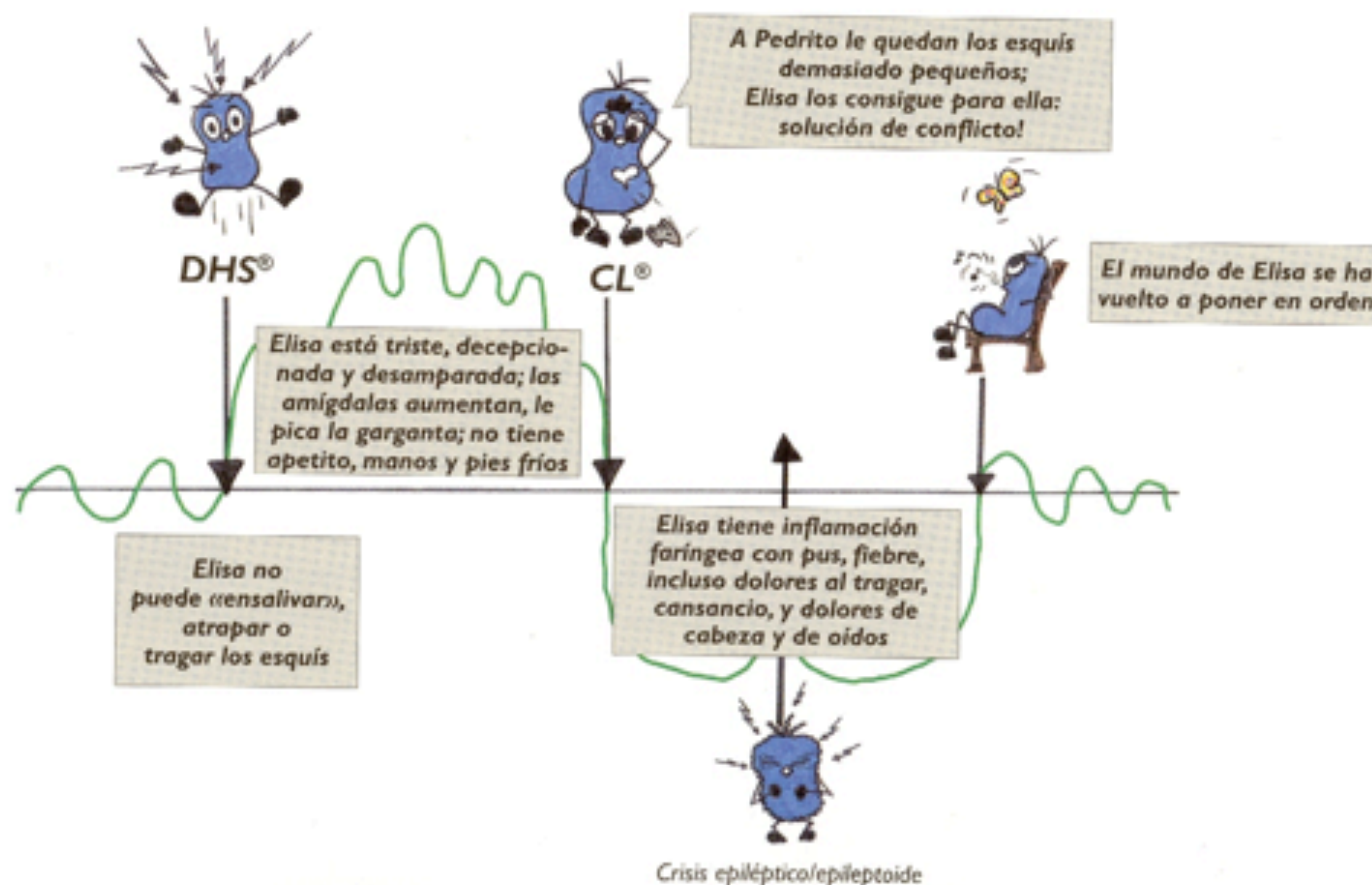 A Pedrito le quedan los esquís
demasiado pequeños;
Elisa los consigue para ella:
solución de conflicto!
DHS®
CL®
El mundo de Elisa se ha
vuelto a poner en orden
Elisa está triste, decepcio-
nada y desamparada; las
amígdalas aumentan, le
pica la garganta; no tiene
apetito, manos y pies fríos
Elisa no
puede «ensalivar»,
atrapar o
tragar los esquís
Elisa tiene inflamación
faríngea con pus, fiebre,
incluso dolores al tragar,
cansancio, y dolores de
cabeza y de oídos
Crisis epiléptico/epileptoide